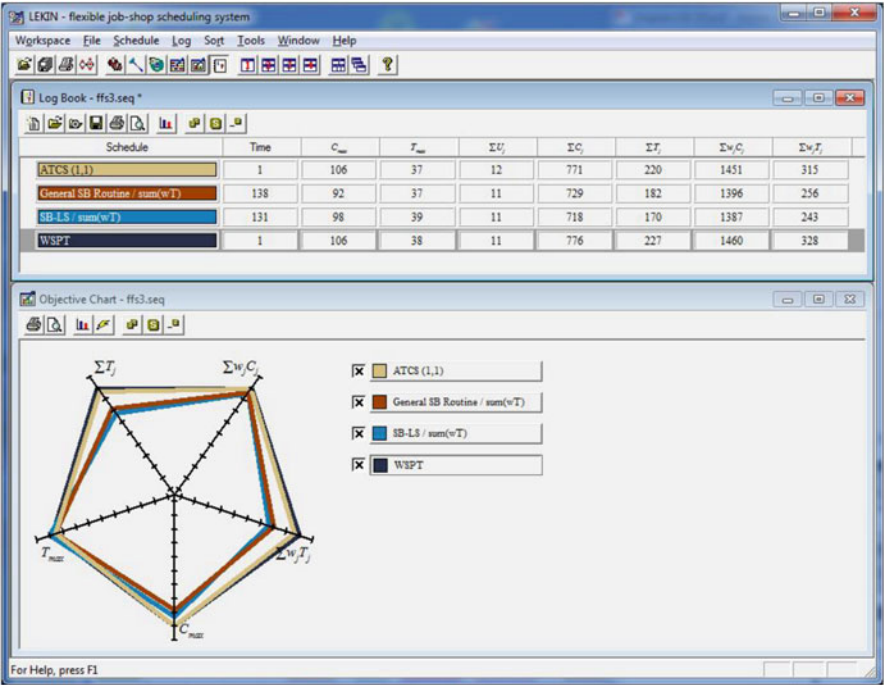 LEKIN - flexible job-shop scheduling system
Workspace File Schedule Log Sort Tools Window Help
Log Book - ffs3.seq *
Schedule Time C_max T_max ΣU_j ΣC_j ΣT_j Σw_jC_j Σw_jT_j
ATCS (1,1) 1 106 37 12 771 220 1451 315
General SB Routine / sum(wT) 138 92 37 11 729 182 1396 256
SB-LS / sum(wT) 131 98 39 11 718 170 1387 243
WSPT 1 106 38 11 776 227 1460 328
Objective Chart - ffs3.seq
ΣT_j Σw_jC_j
T_max Σw_jT_j
C_max
ATCS (1,1)
General SB Routine / sum(wT)
SB-LS / sum(wT)
WSPT
For Help, press F1